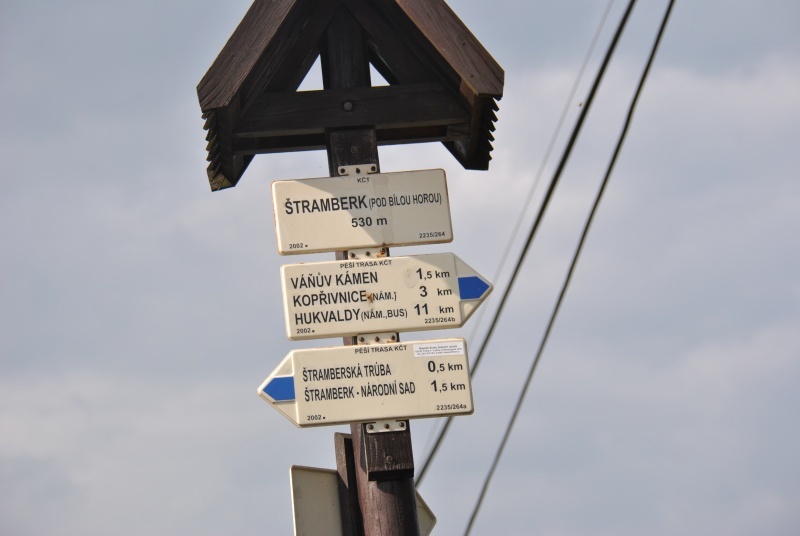 KČT
ŠTRAMBERK (POD BÍLOU HOROU)
530 m
2002 2235/264
PĚŠÍ TRASA KČT
VÁŇŮV KÁMEN 1,5 km
KOPŘIVNICE (NÁM.) 3 km
HUKVALDY (NÁM., BUS) 11 km
2002 2235/264b
PĚŠÍ TRASA KČT
ŠTRAMBERSKÁ TRÚBA 0,5 km
ŠTRAMBERK - NÁRODNÍ SAD 1,5 km
2002 2235/264a